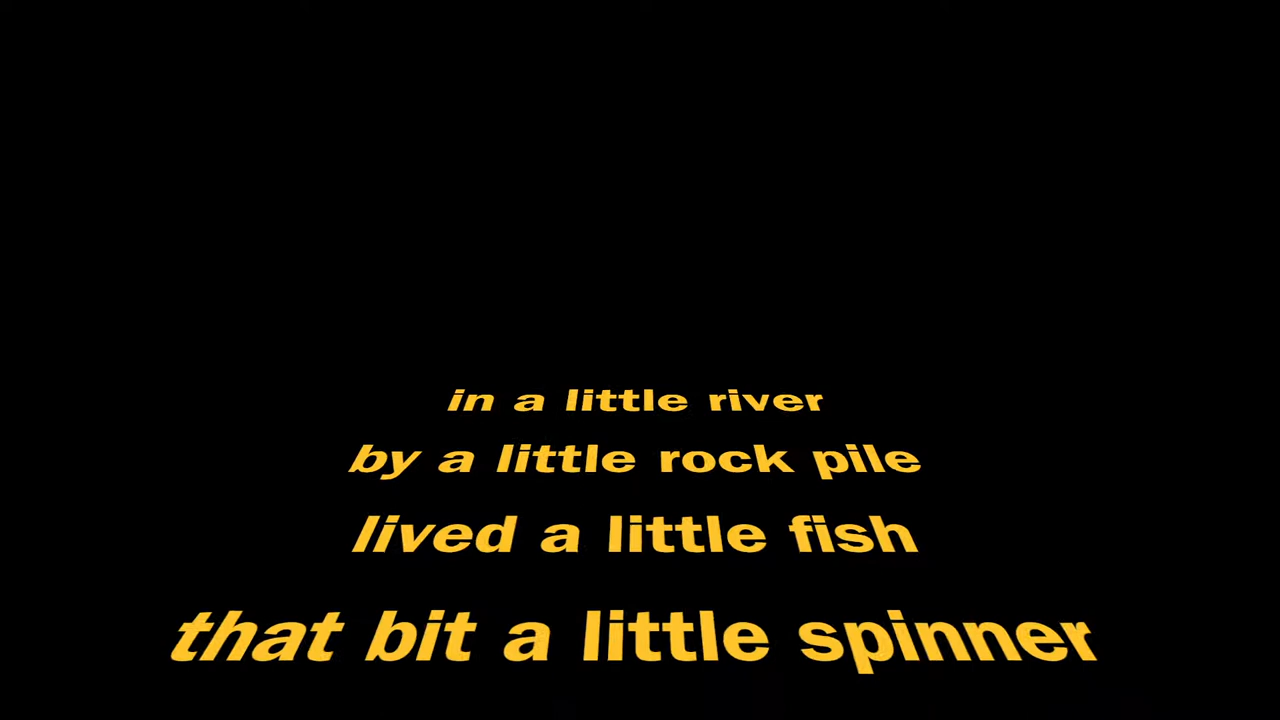 in a little river
by a little rock pile
lived a little fish
that bit a little spinner